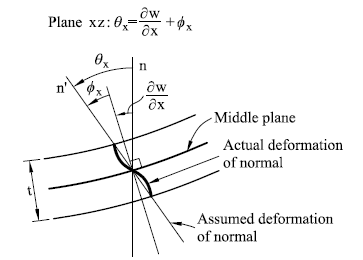 Plane xz: θₓ=∂w/∂x +ϕₓ
θₓ
n
n'
ϕₓ
∂w/∂x
Middle plane
Actual deformation
of normal
t
Assumed deformation
of normal